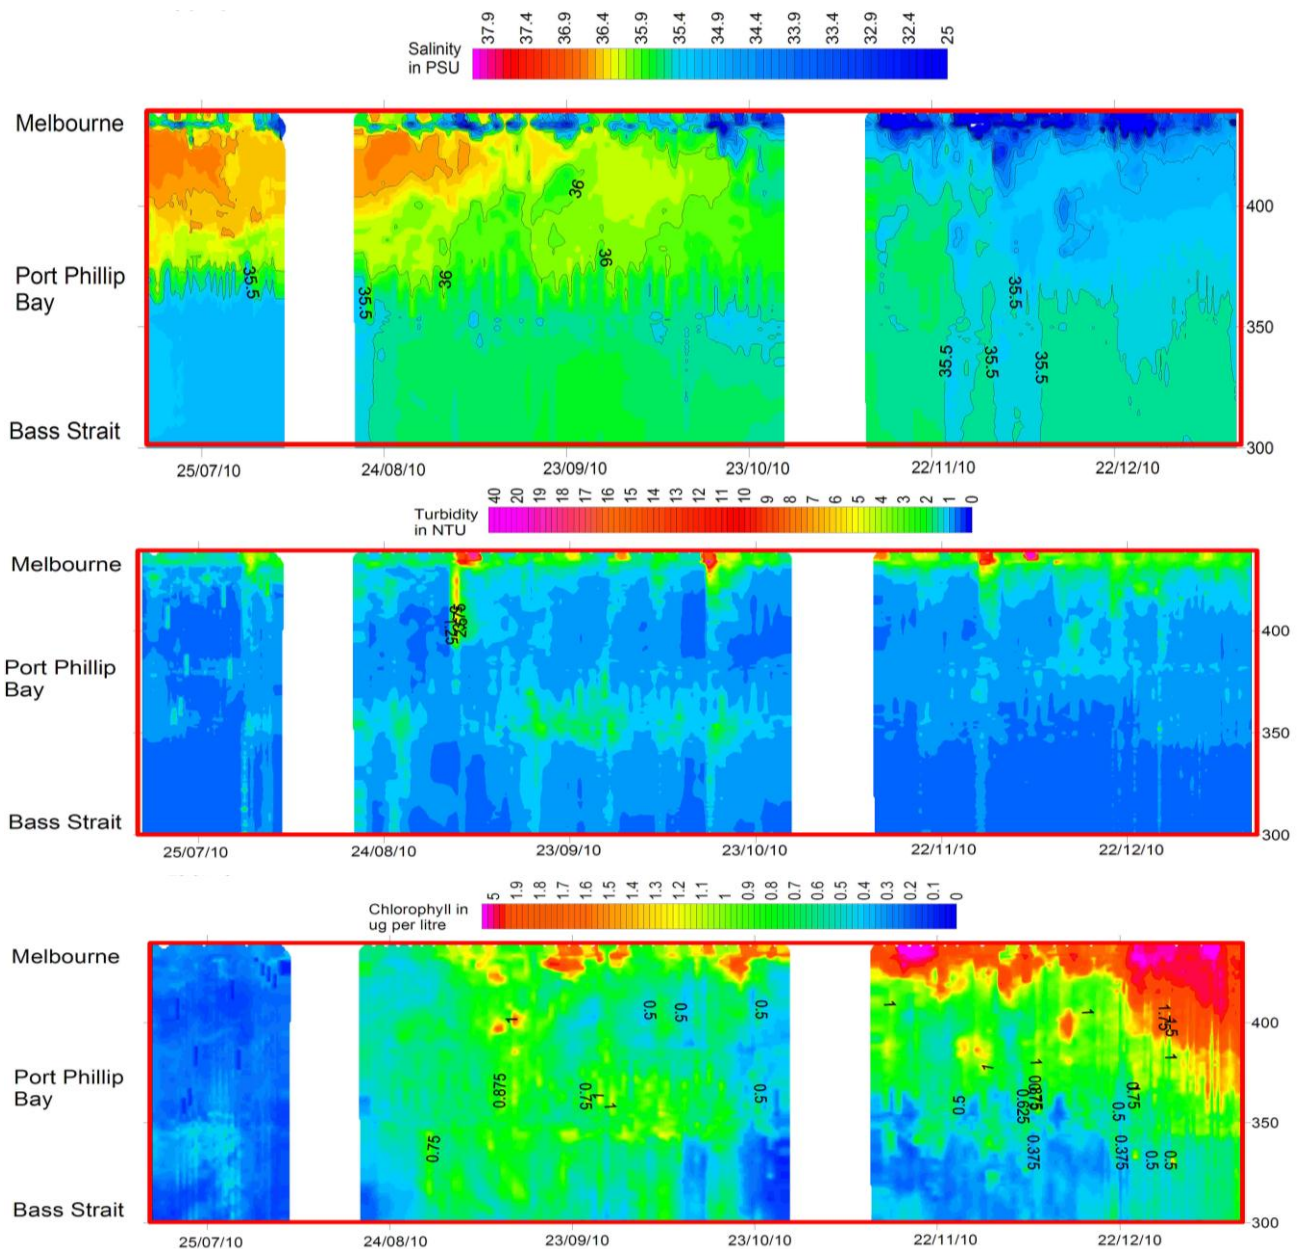 37.9 37.4 36.9 36.4 35.9 35.4 34.9 34.4 33.9 33.4 32.9 32.4 25
Salinity
in PSU
Melbourne
36
400
35.5
36
36
Port Phillip
Bay
35.5
35.5
350
35.5
35.5
35.5
Bass Strait
300
25/07/10 24/08/10 23/09/10 23/10/10 22/11/10 22/12/10
40 20 19 18 17 16 15 14 13 12 11 10 9 8 7 6 5 4 3 2 1 0
Turbidity
in NTU
Melbourne
400
Port Phillip
Bay
350
Bass Strait
300
25/07/10 24/08/10 23/09/10 23/10/10 22/11/10 22/12/10
5 1.9 1.8 1.7 1.6 1.5 1.4 1.3 1.2 1.1 1 0.9 0.8 0.7 0.6 0.5 0.4 0.3 0.2 0.1 0
Chlorophyll in
ug per litre
Melbourne
0.5 0.5 0.5 1 1
1 1.75 1.5 400
1 1 1
Port Phillip
Bay
0.875 0.75 1 1 0.5 0.5 0.625 0.875 0.5 0.75
350
0.75 0.375 0.375 0.5 0.5
Bass Strait
300
25/07/10 24/08/10 23/09/10 23/10/10 22/11/10 22/12/10